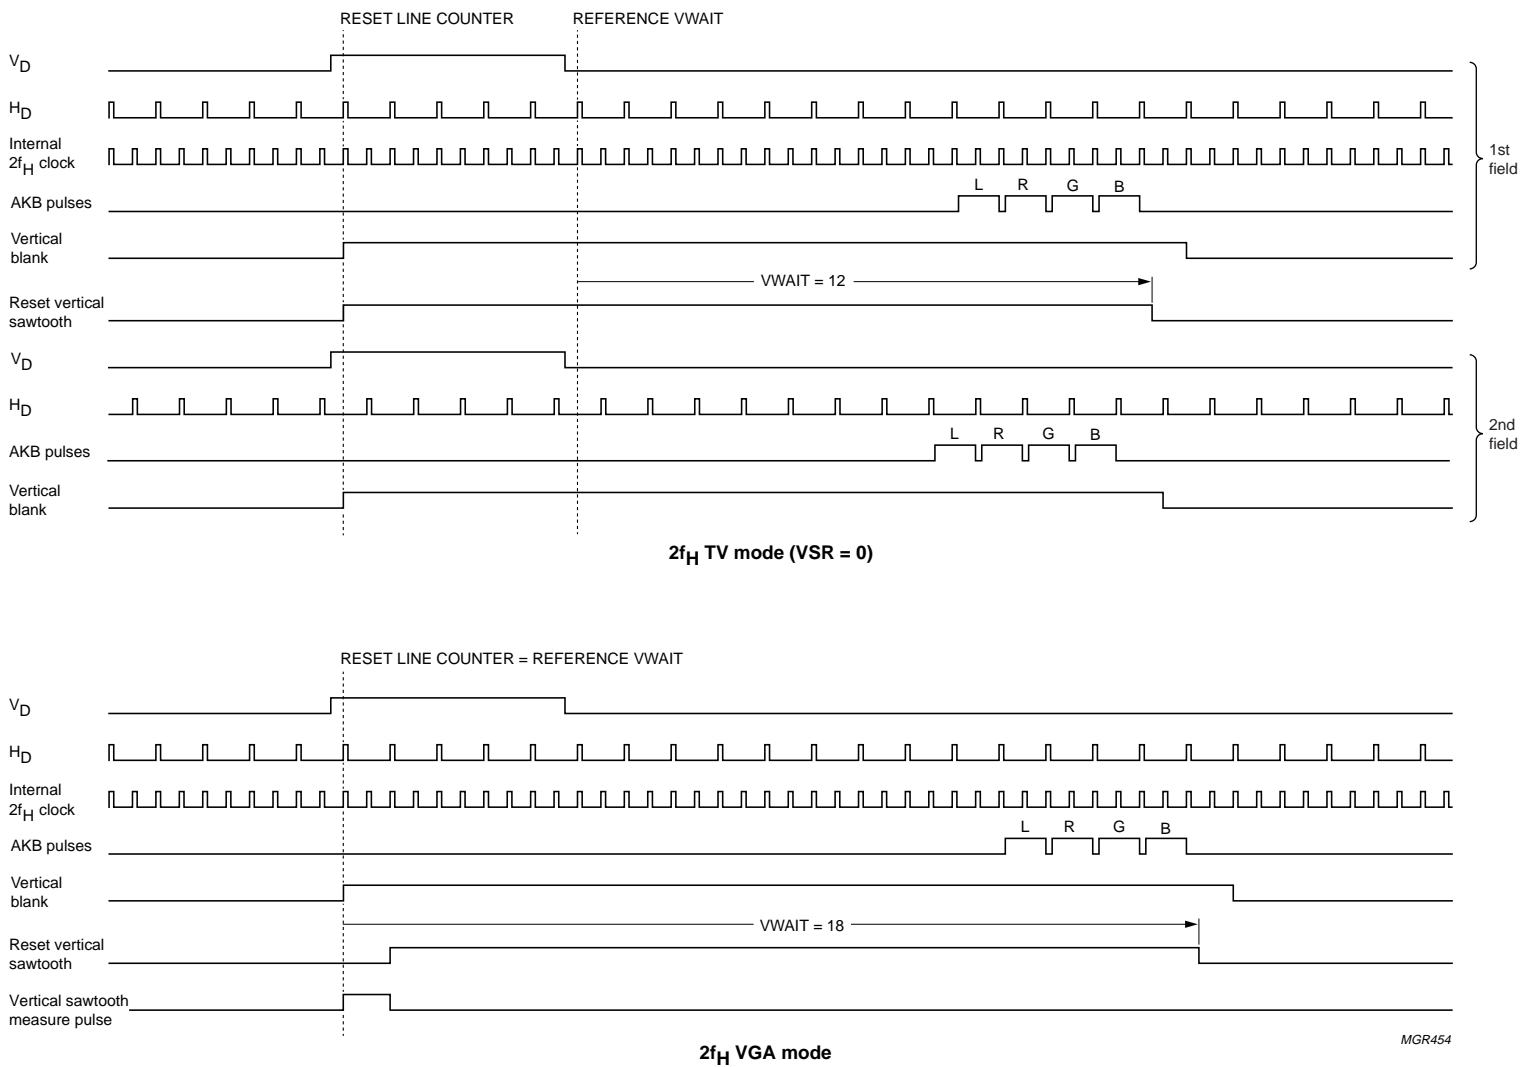 RESET LINE COUNTER REFERENCE VWAIT
VD
HD
Internal
2fH clock
AKB pulses
L R G B
Vertical
blank
VWAIT = 12
Reset vertical
sawtooth
1st
field
VD
HD
AKB pulses
L R G B
Vertical
blank
2nd
field
2fH TV mode (VSR = 0)
RESET LINE COUNTER = REFERENCE VWAIT
VD
HD
Internal
2fH clock
AKB pulses
L R G B
Vertical
blank
VWAIT = 18
Reset vertical
sawtooth
Vertical sawtooth
measure pulse
MGR454
2fH VGA mode